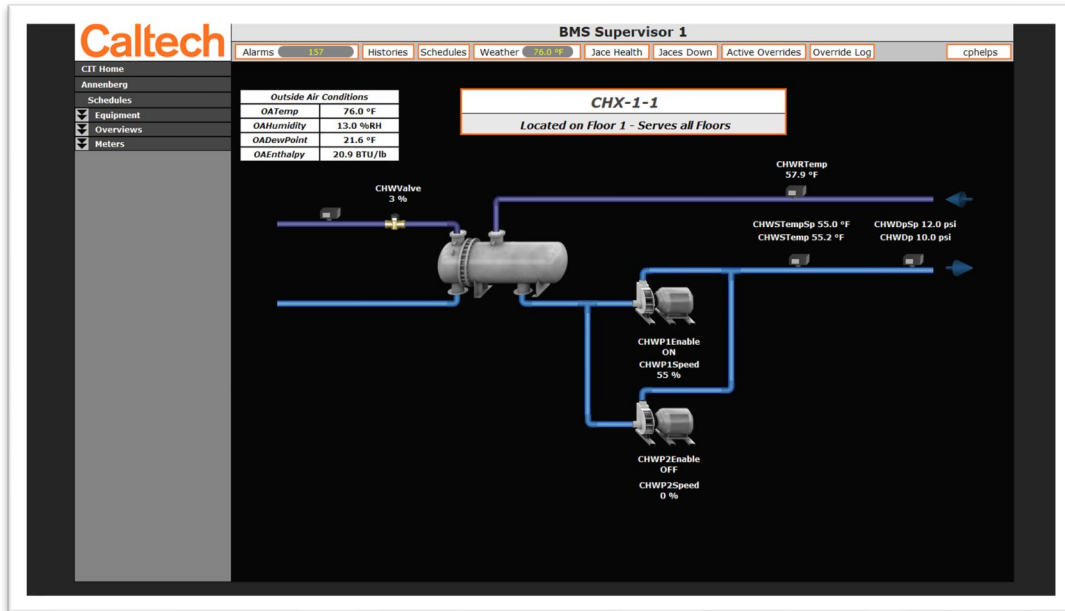 Caltech
BMS Supervisor 1
Alarms 157 Histories Schedules Weather 76.0 °F Jace Health Jaces Down Active Overrides Override Log cphelps
CIT Home
Annenberg
Schedules
Equipment
Overviews
Meters
Outside Air Conditions
OATemp 76.0 °F
OAHumidity 13.0 %RH
OADewPoint 21.6 °F
OAEnthalpy 20.9 BTU/lb
CHX-1-1
Located on Floor 1 - Serves all Floors
CHWRTemp
57.9 °F
CHWValve
3 %
CHWSTempSp 55.0 °F CHWDpSp 12.0 psi
CHWSTemp 55.2 °F CHWDp 10.0 psi
CHWP1Enable
ON
CHWP1Speed
55 %
CHWP2Enable
OFF
CHWP2Speed
0 %